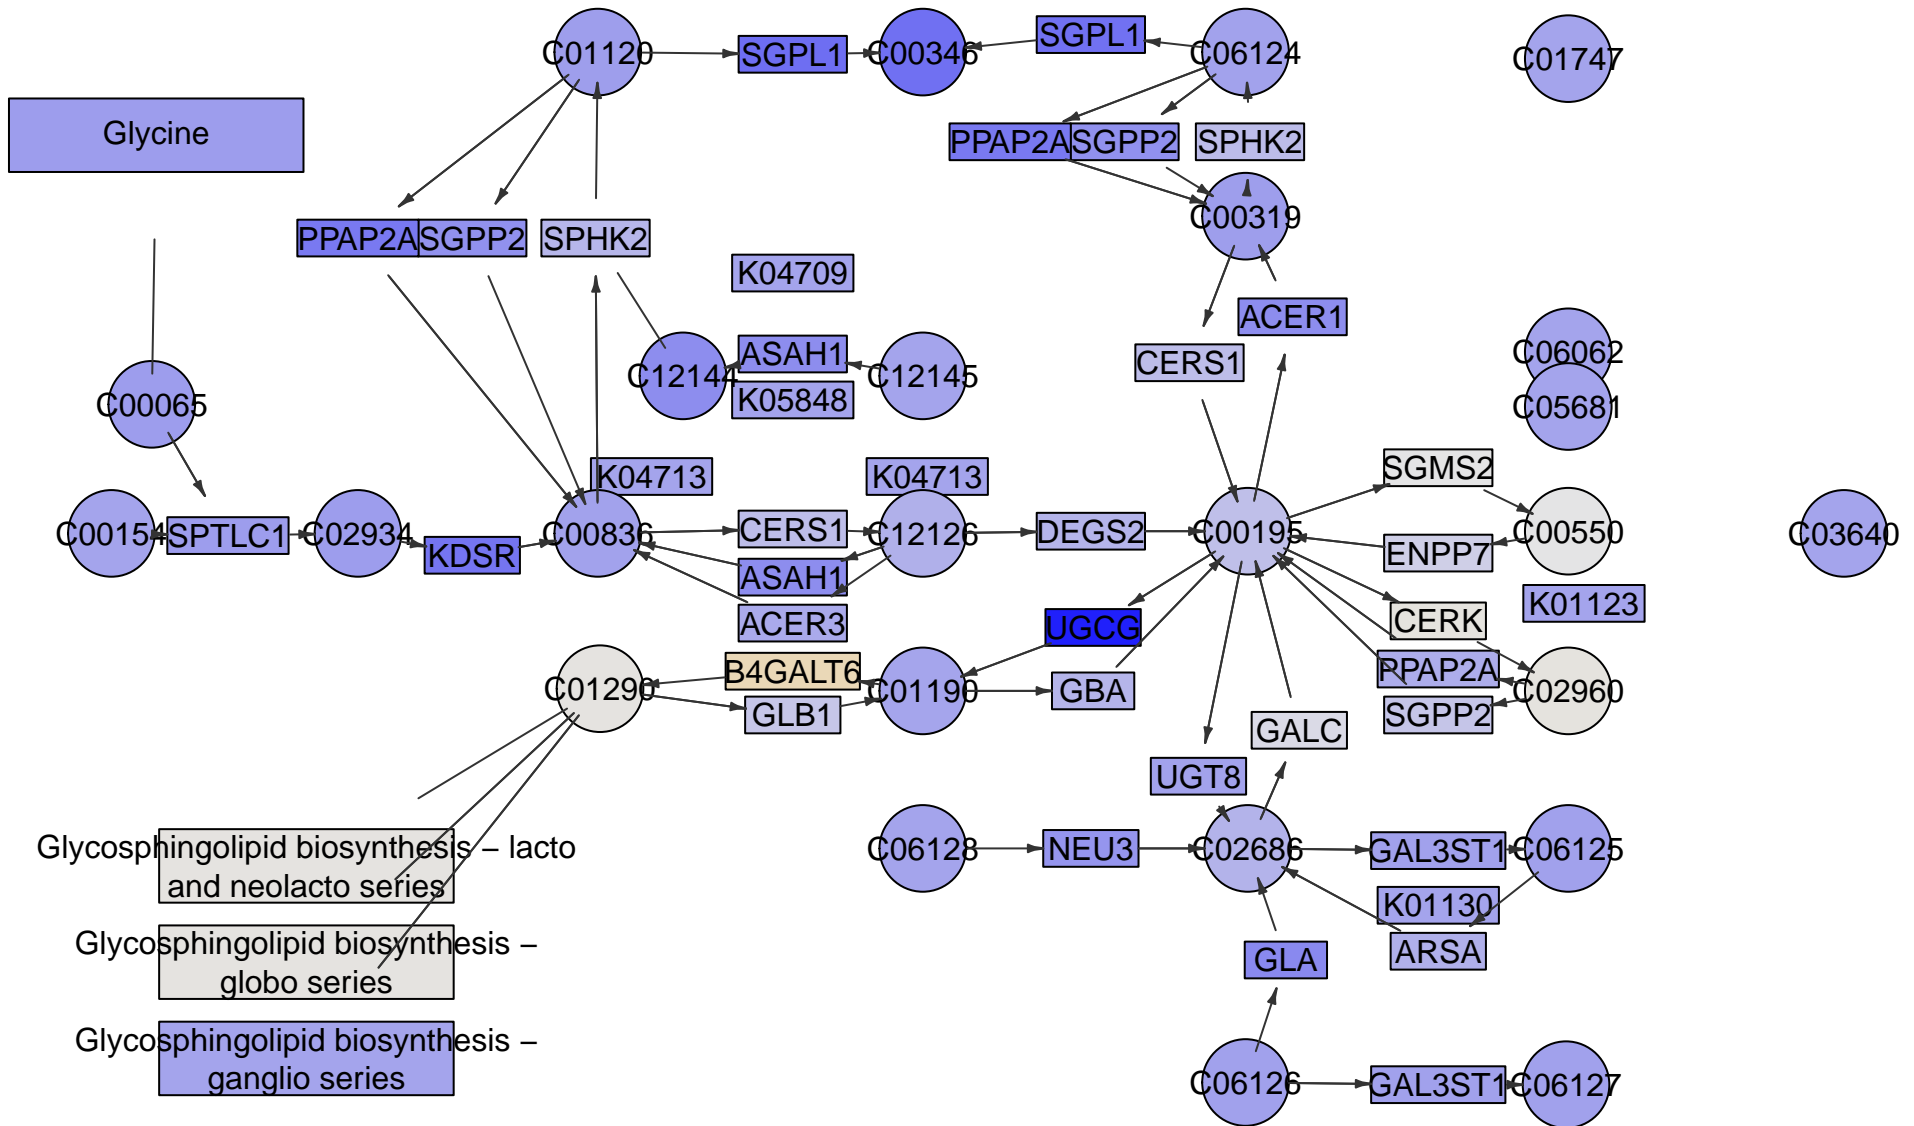 C01120
SGPL1
C00346
SGPL1
C06124
C01747
Glycine
PPAP2A
SGPP2
SPHK2
PPAP2A
SGPP2
SPHK2
C00319
K04709
ACER1
C00065
C12144
ASAH1
K05848
C12145
CERS1
C06062
C05681
K04713
K04713
SGMS2
C00154
SPTLC1
C02934
KDSR
C00836
CERS1
C12126
DEGS2
C00195
C00550
C03640
ASAH1
ENPP7
ACER3
UGCG
CERK
K01123
C01290
B4GALT6
GLB1
C01190
GBA
PPAP2A
SGPP2
C02960
GALC
UGT8
Glycosphingolipid biosynthesis – lacto
and neolacto series
C06128
NEU3
C02686
GAL3ST1
C06125
K01130
Glycosphingolipid biosynthesis –
globo series
GLA
ARSA
Glycosphingolipid biosynthesis –
ganglio series
C06126
GAL3ST1
C06127